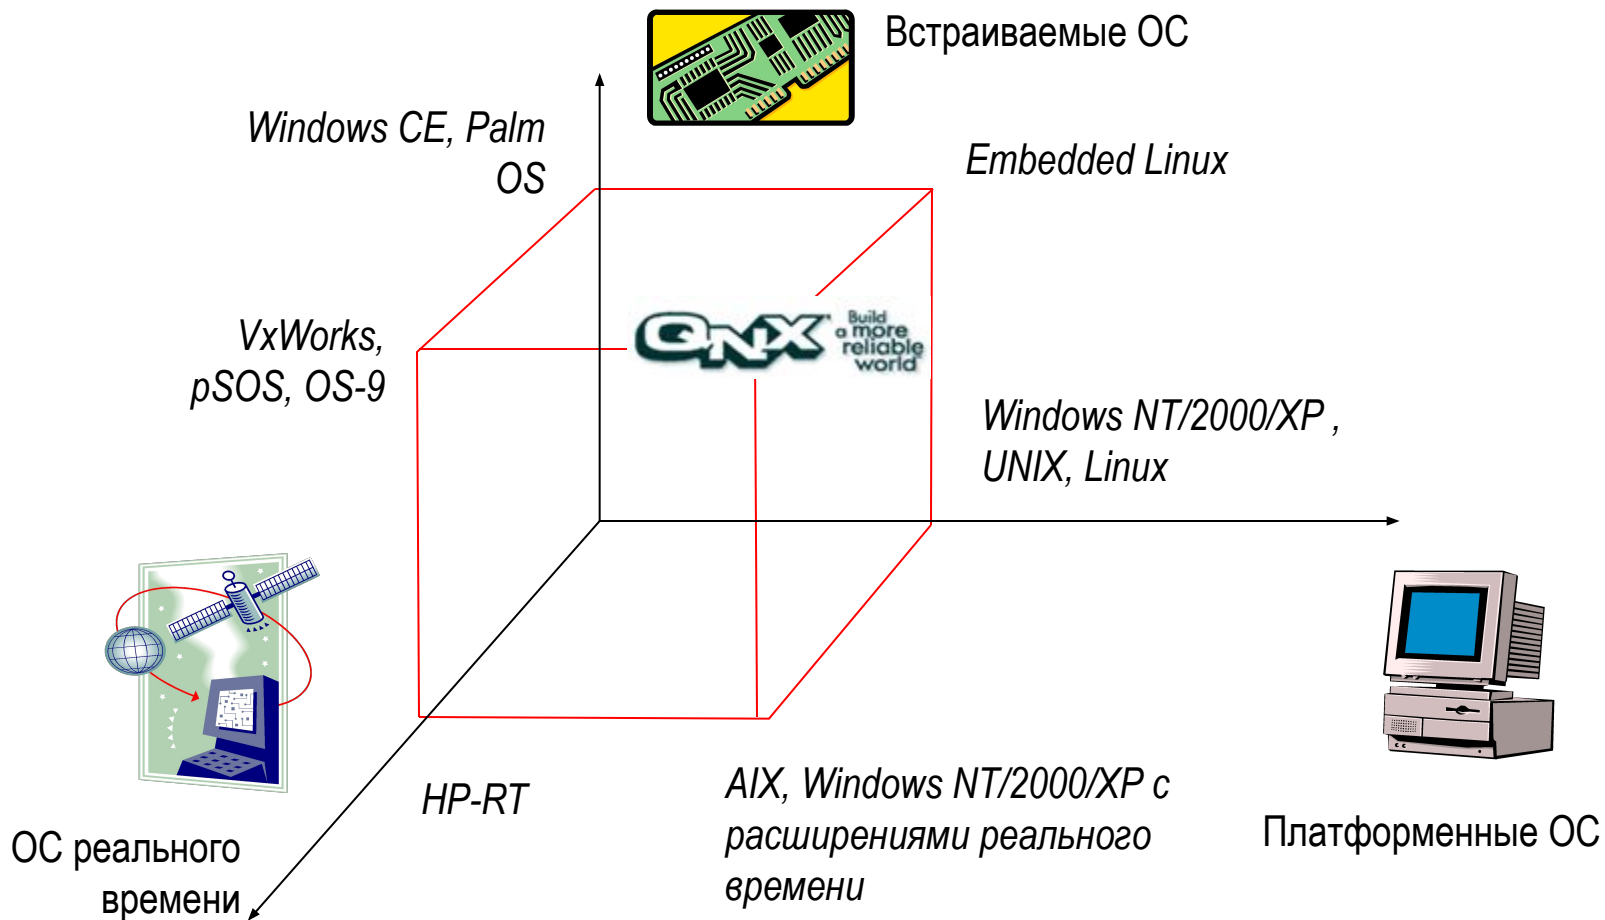 Встраиваемые ОС
Windows CE, Palm
OS
Embedded Linux
VxWorks,
pSOS, OS-9
QNX
Build
a more
reliable
world
Windows NT/2000/XP ,
UNIX, Linux
HP-RT
AIX, Windows NT/2000/XP с
расширениями реального
времени
Платформенные ОС
ОС реального
времени